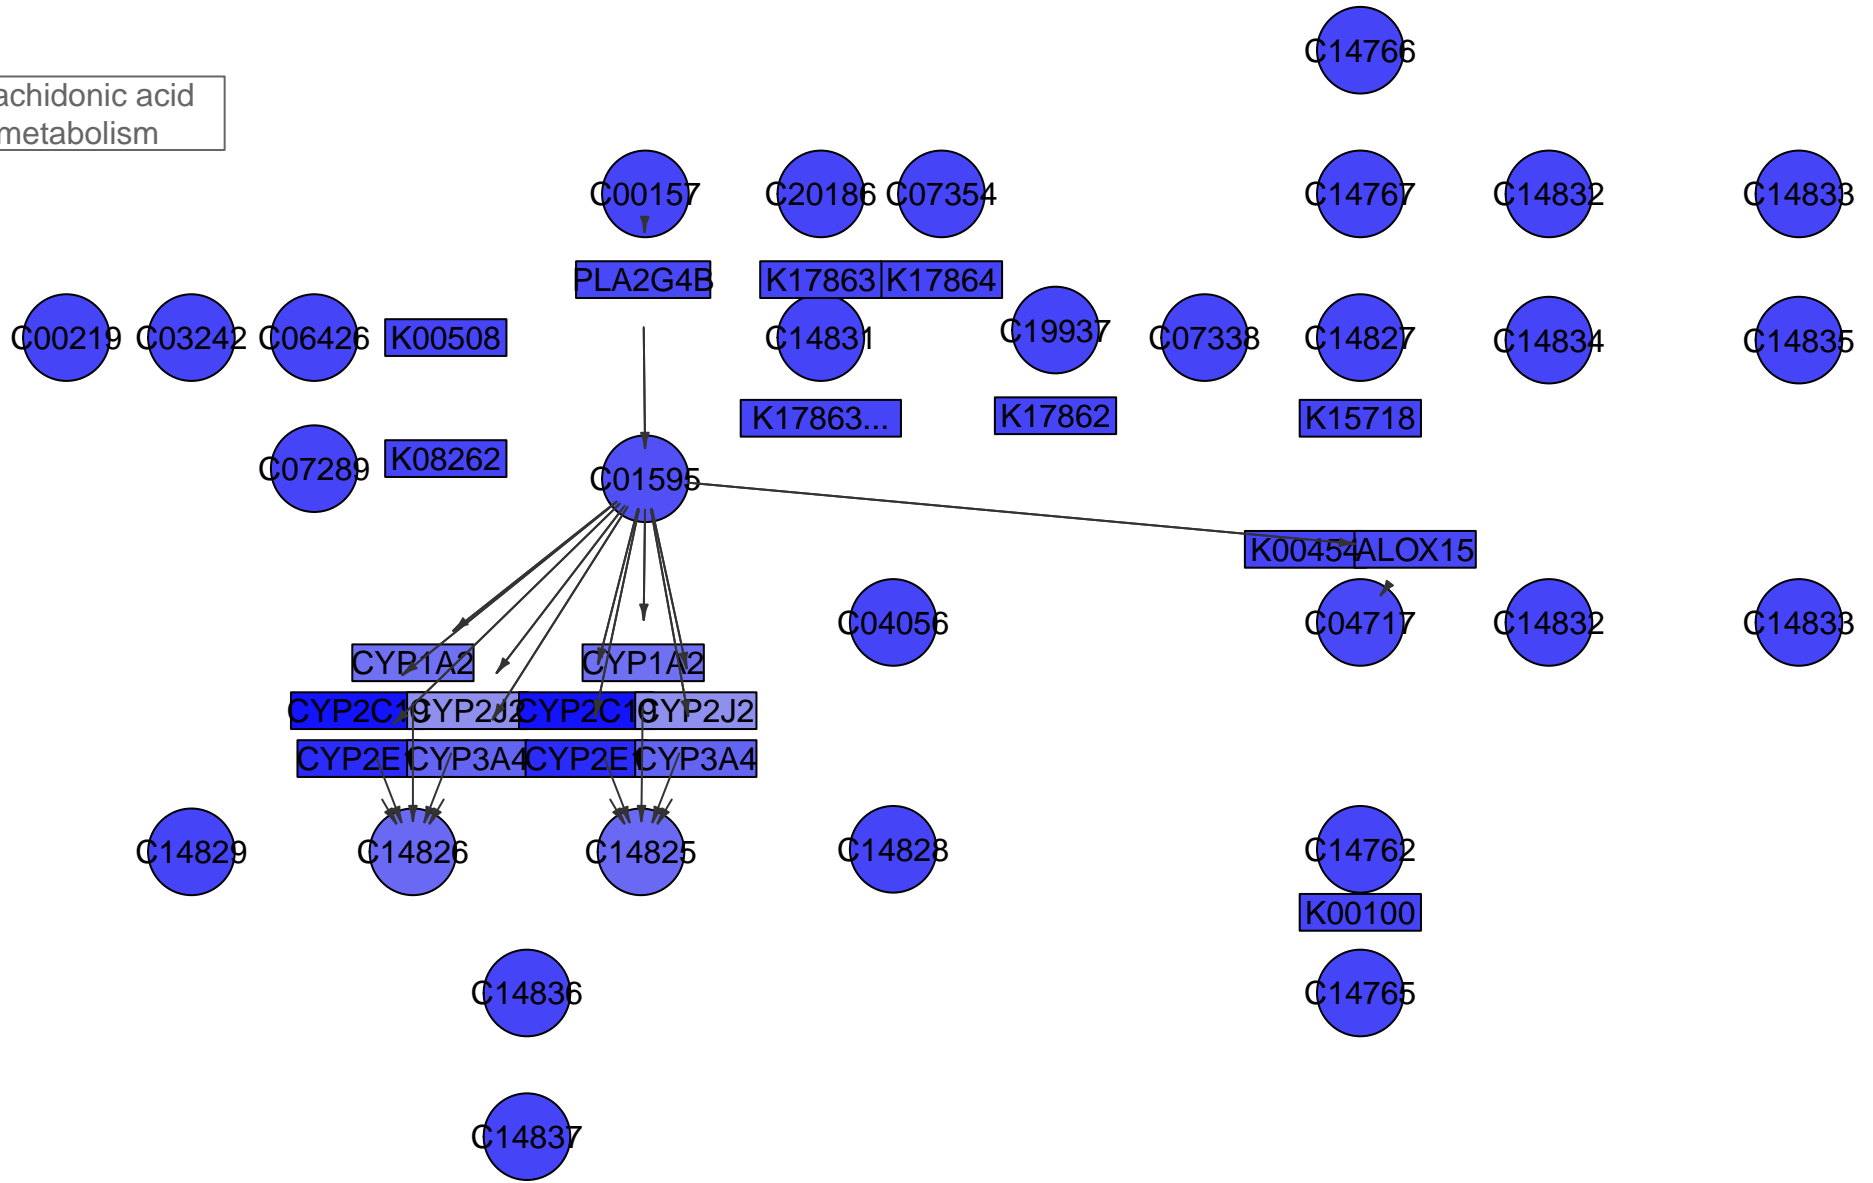 C14766
achidonic acid
metabolism
C00157
C20186
C07354
C14767
C14832
C14833
PLA2G4B
K17863
K17864
C00219
C03242
C06426
K00508
C14831
C19937
C07338
C14827
C14834
C14835
K17863...
K17862
K15718
C07289
K08262
C01595
K00454
ALOX15
C04056
C04717
C14832
C14833
CYP1A2
CYP1A2
CYP2C19
CYP2J2
CYP2C19
CYP2J2
CYP2E1
CYP3A4
CYP2E1
CYP3A4
C14829
C14826
C14825
C14828
C14762
K00100
C14836
C14765
C14837